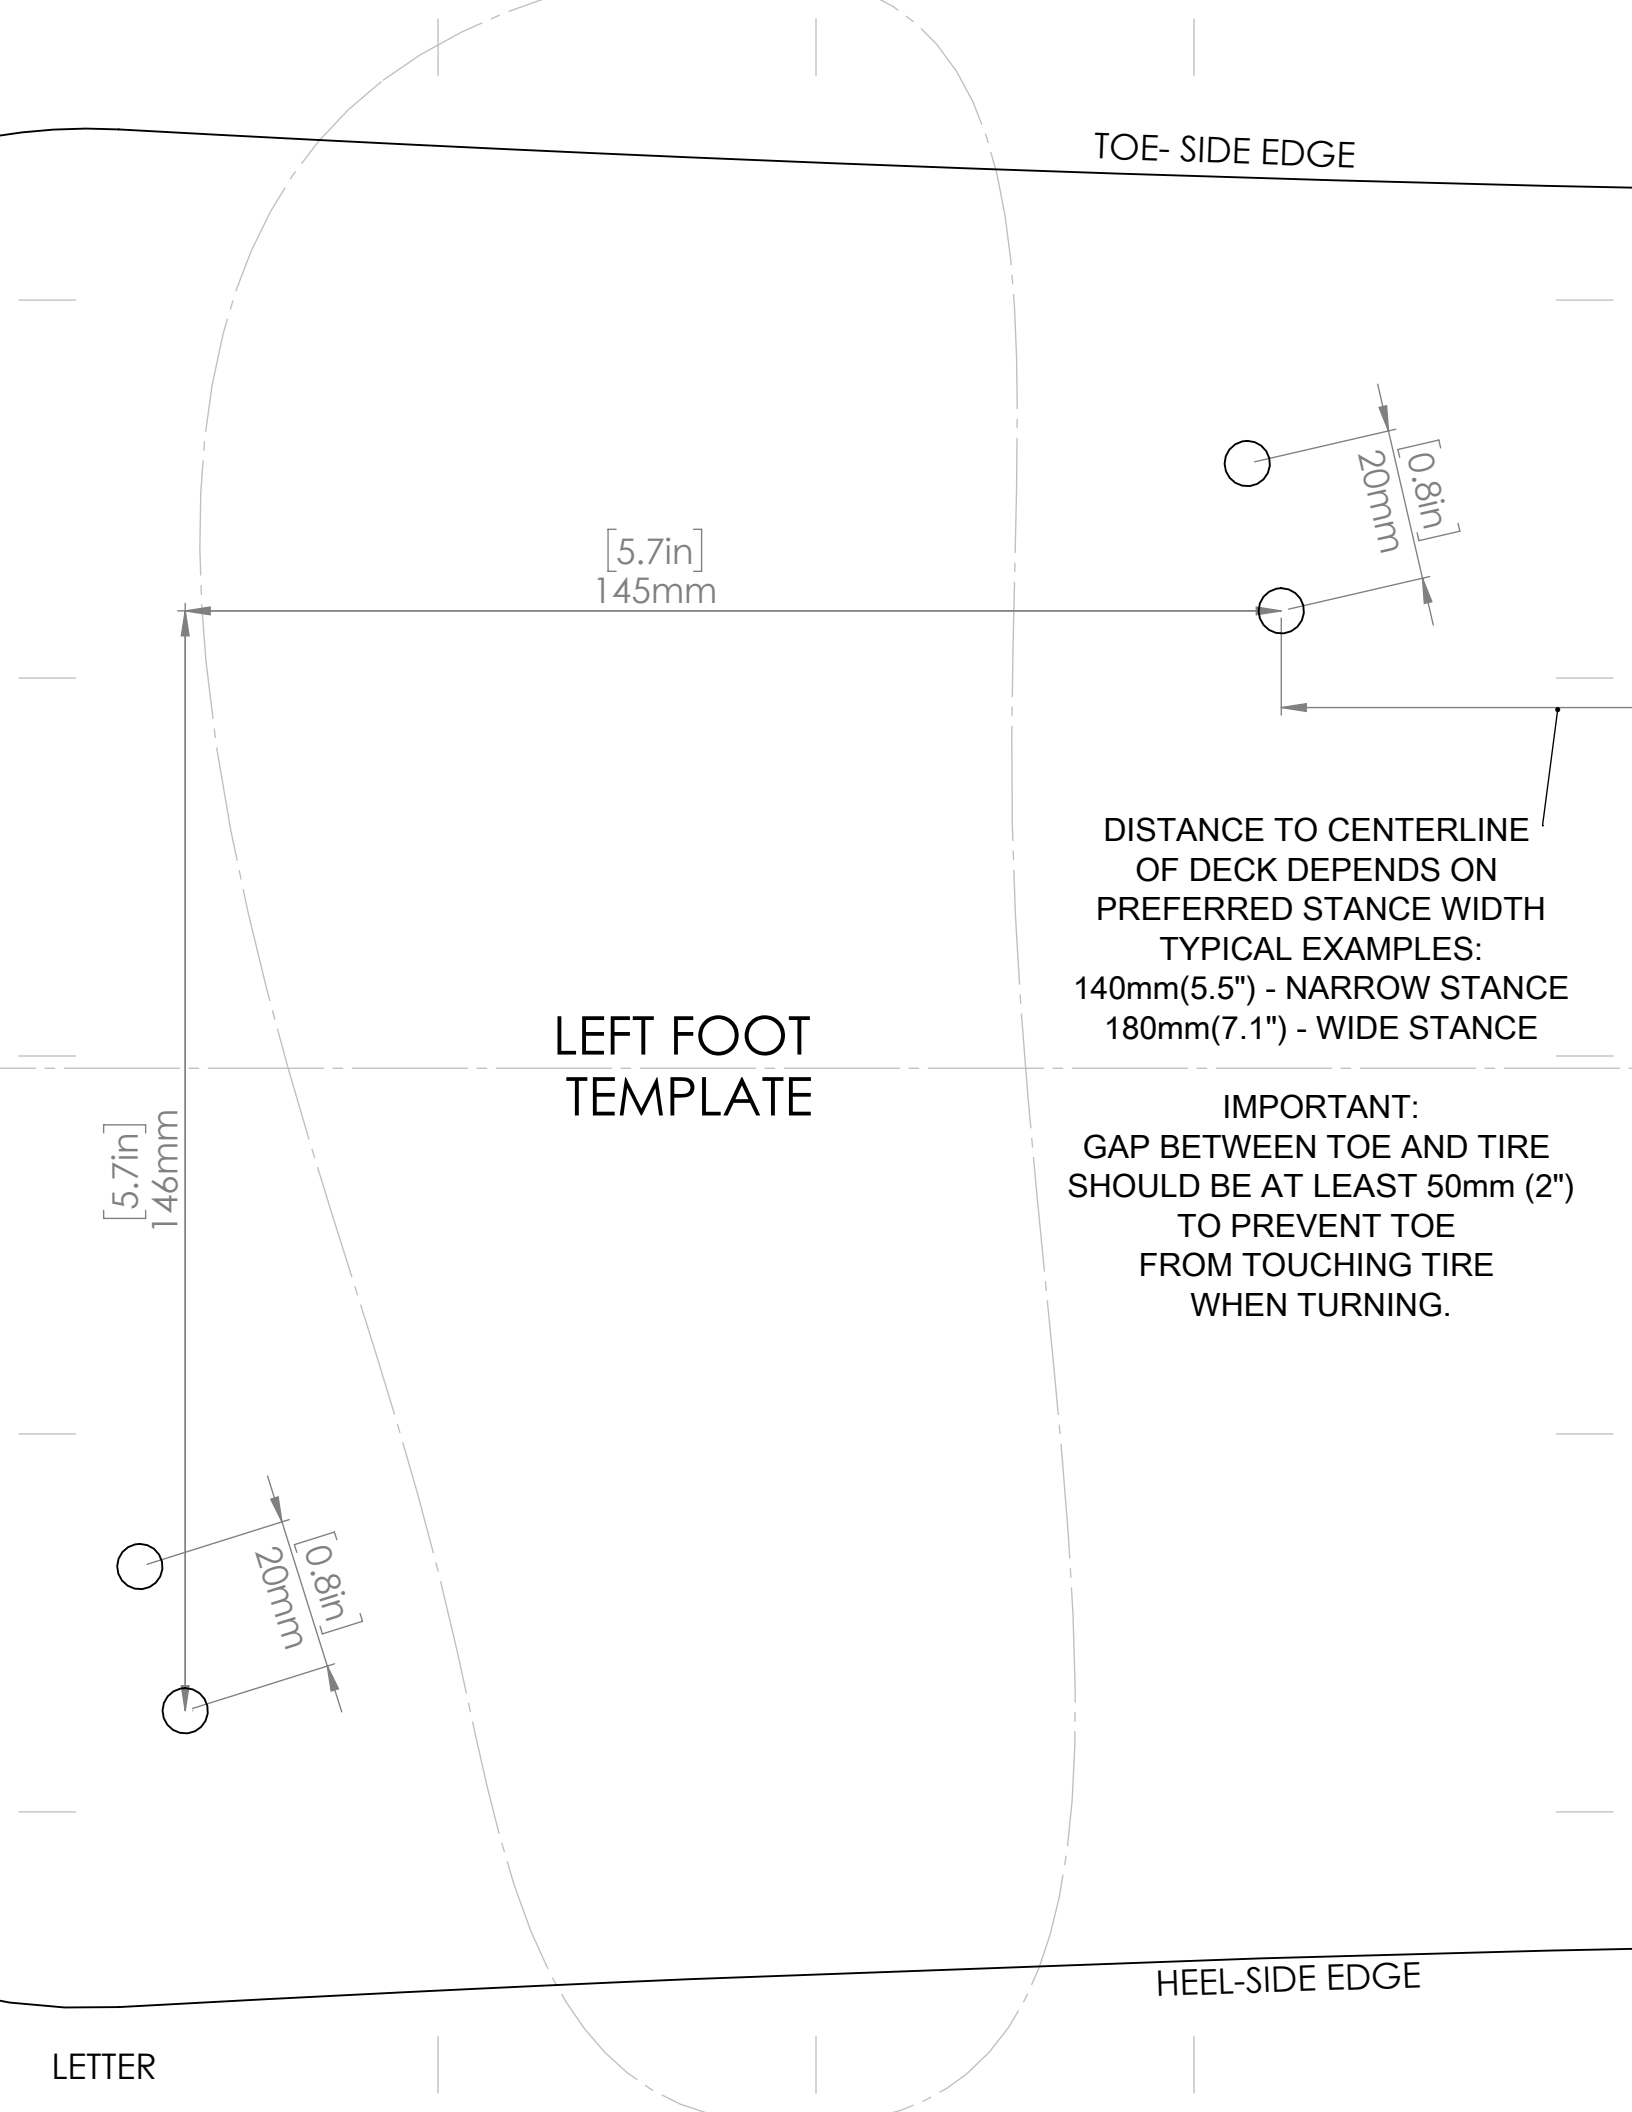 TOE- SIDE EDGE
[0.8in]
20mm
[5.7in]
145mm
DISTANCE TO CENTERLINE
OF DECK DEPENDS ON
PREFERRED STANCE WIDTH
TYPICAL EXAMPLES:
140mm(5.5") - NARROW STANCE
180mm(7.1") - WIDE STANCE
LEFT FOOT
TEMPLATE
IMPORTANT:
GAP BETWEEN TOE AND TIRE
SHOULD BE AT LEAST 50mm (2")
TO PREVENT TOE
FROM TOUCHING TIRE
WHEN TURNING.
[5.7in]
146mm
[0.8in]
20mm
HEEL-SIDE EDGE
LETTER